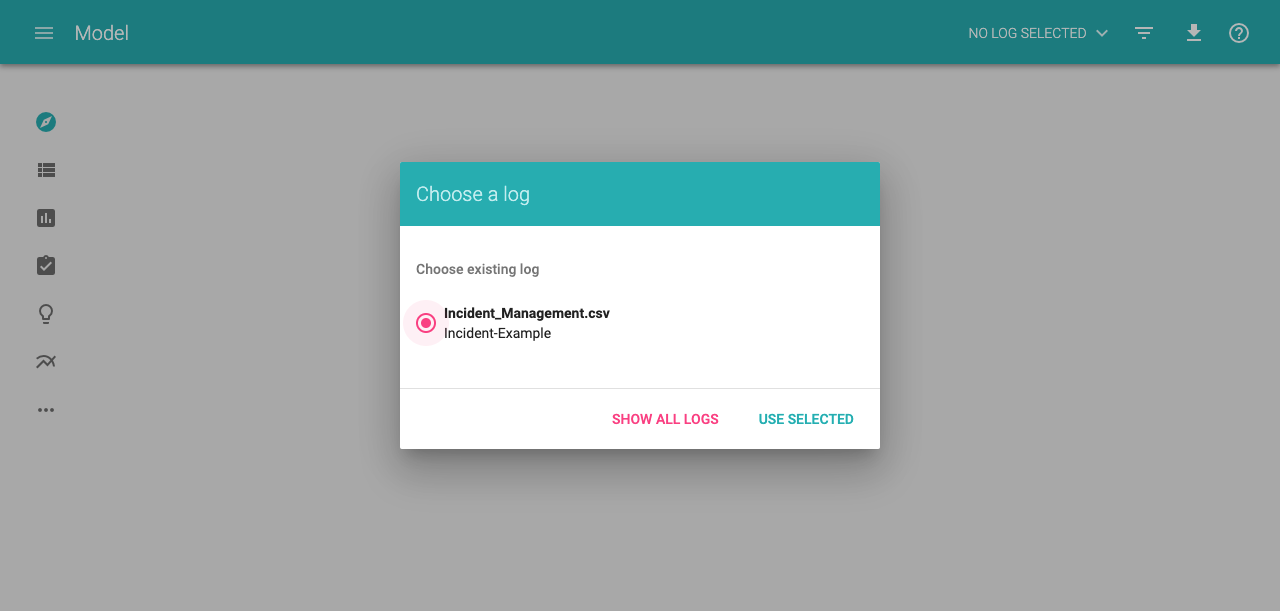 Model
NO LOG SELECTED
Choose a log
Choose existing log
Incident_Management.csv
Incident-Example
SHOW ALL LOGS
USE SELECTED